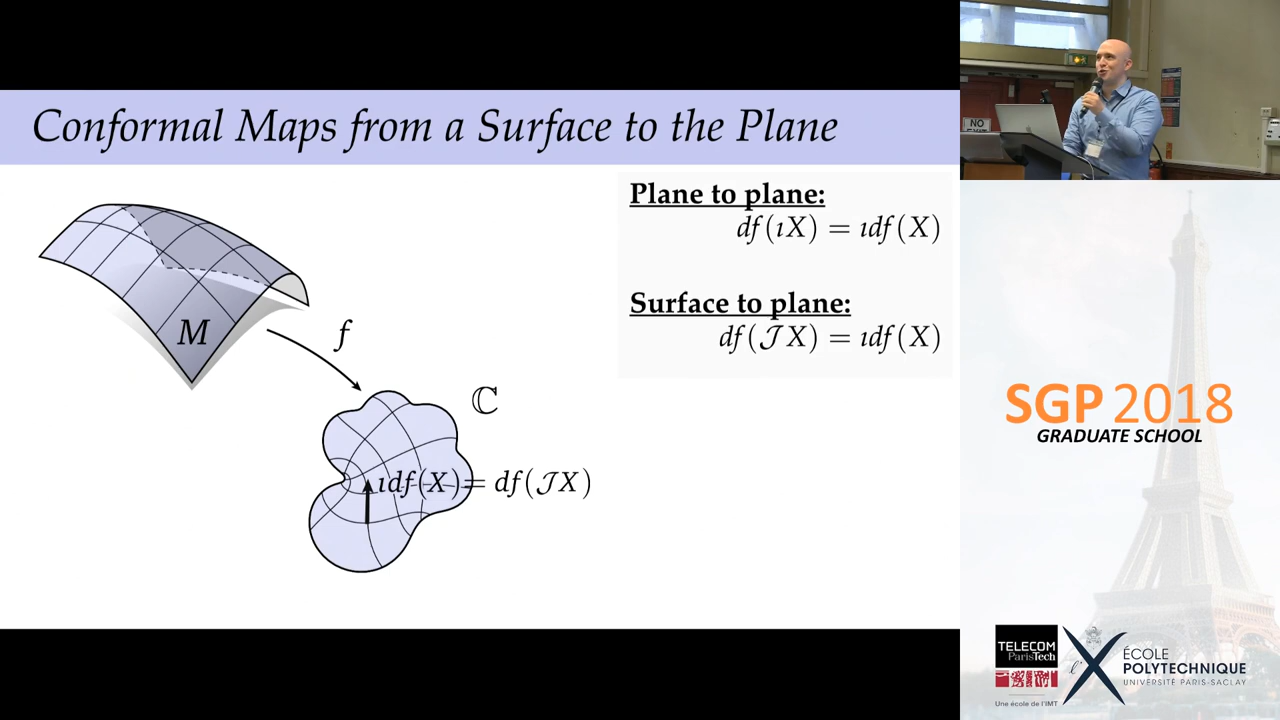 Conformal Maps from a Surface to the Plane
Plane to plane:
df(ıX) = ıdf(X)
Surface to plane:
df(𝒥X) = ıdf(X)
M
f
ℂ
ıdf(X) = df(𝒥X)
NO
SGP 2018
GRADUATE SCHOOL
TELECOM
ParisTech
Une école de l'IMT
ÉCOLE
POLYTECHNIQUE
UNIVERSITÉ PARIS-SACLAY